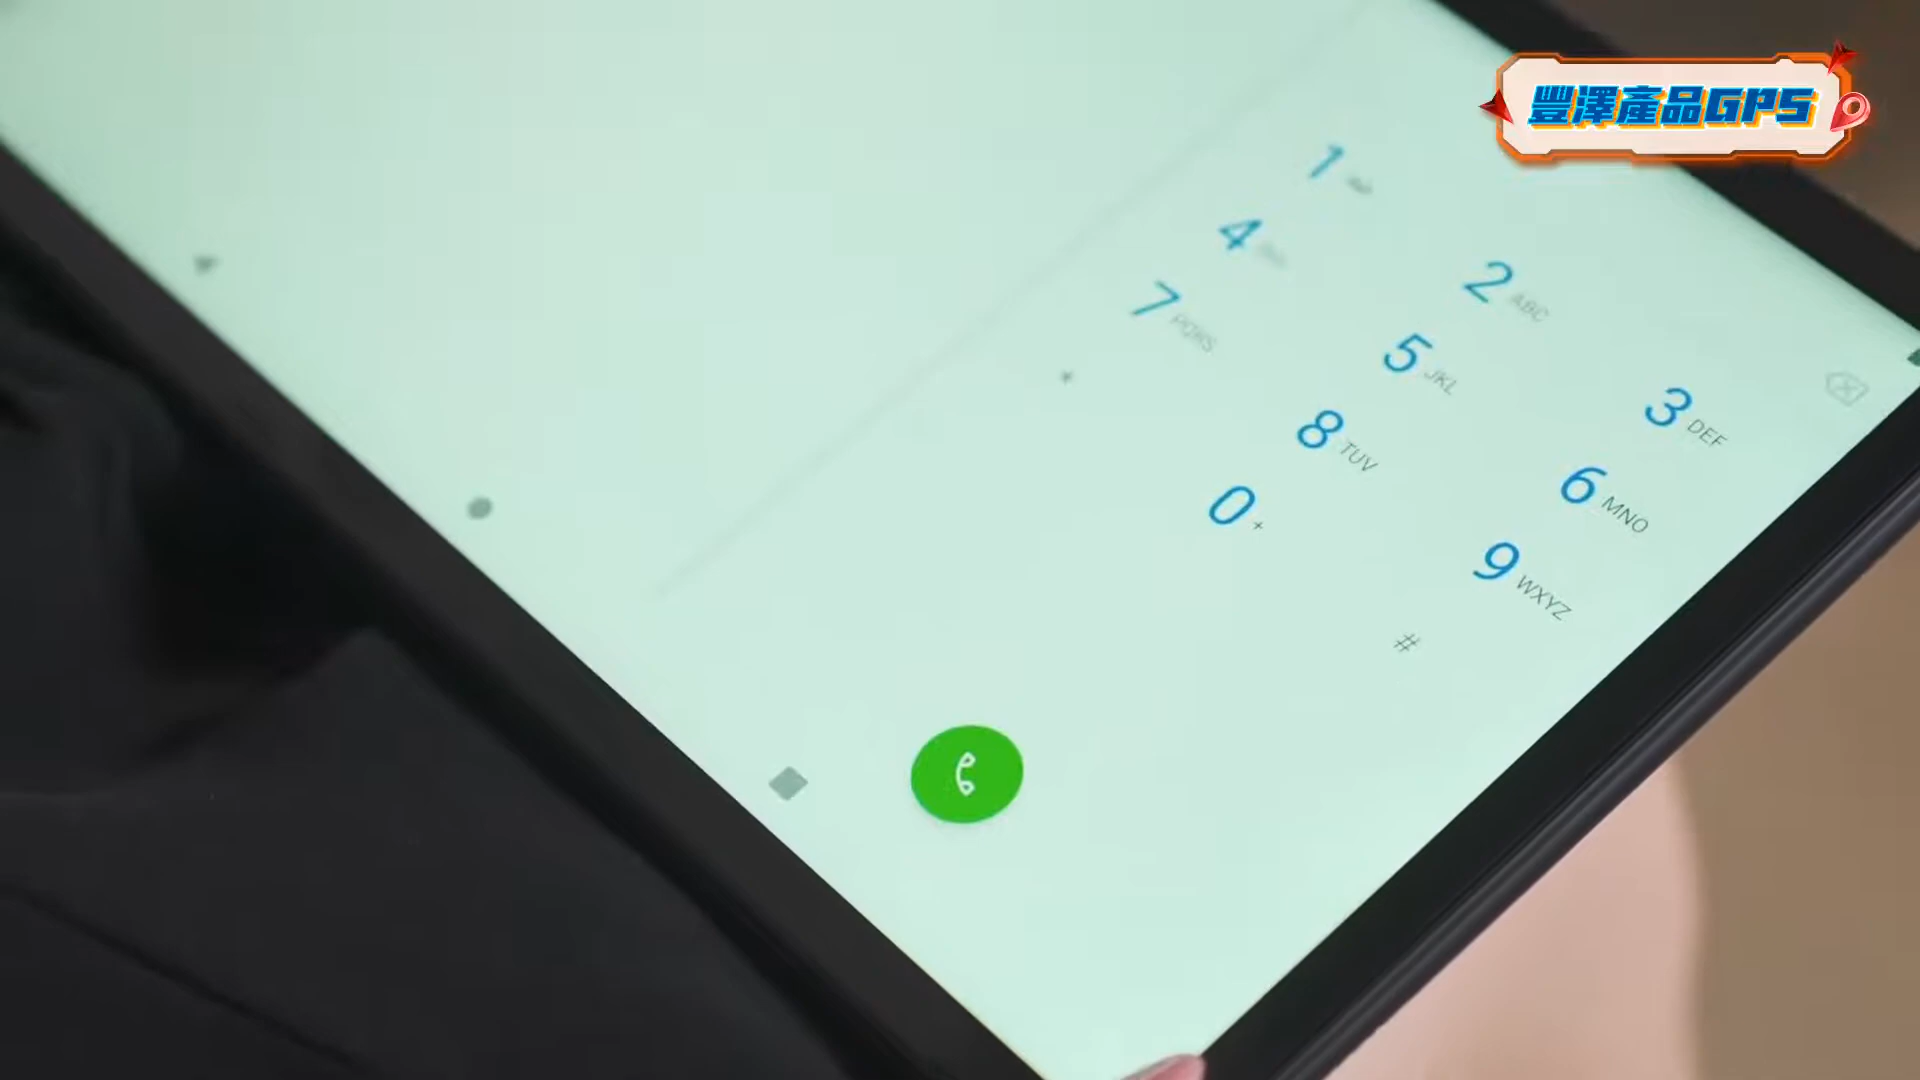 豐澤產品GPS
1
2 ABC
3 DEF
4
5 JKL
6 MNO
7 PQRS
8 TUV
9 WXYZ
*
0 +
#